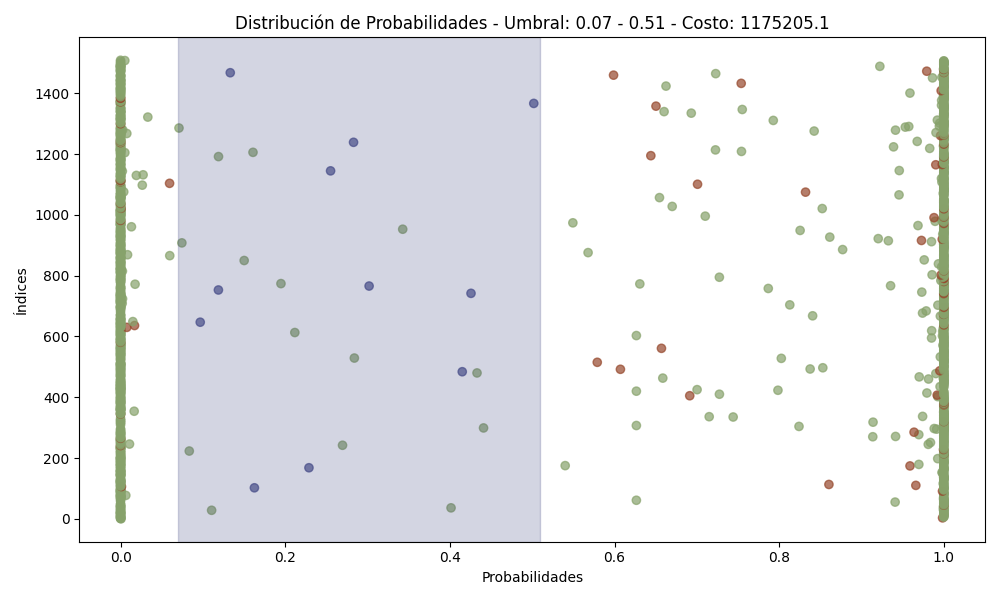 Distribución de Probabilidades - Umbral: 0.07 - 0.51 - Costo: 1175205.1
Índices
1400
1200
1000
800
600
400
200
0
0.0 0.2 0.4 0.6 0.8 1.0
Probabilidades